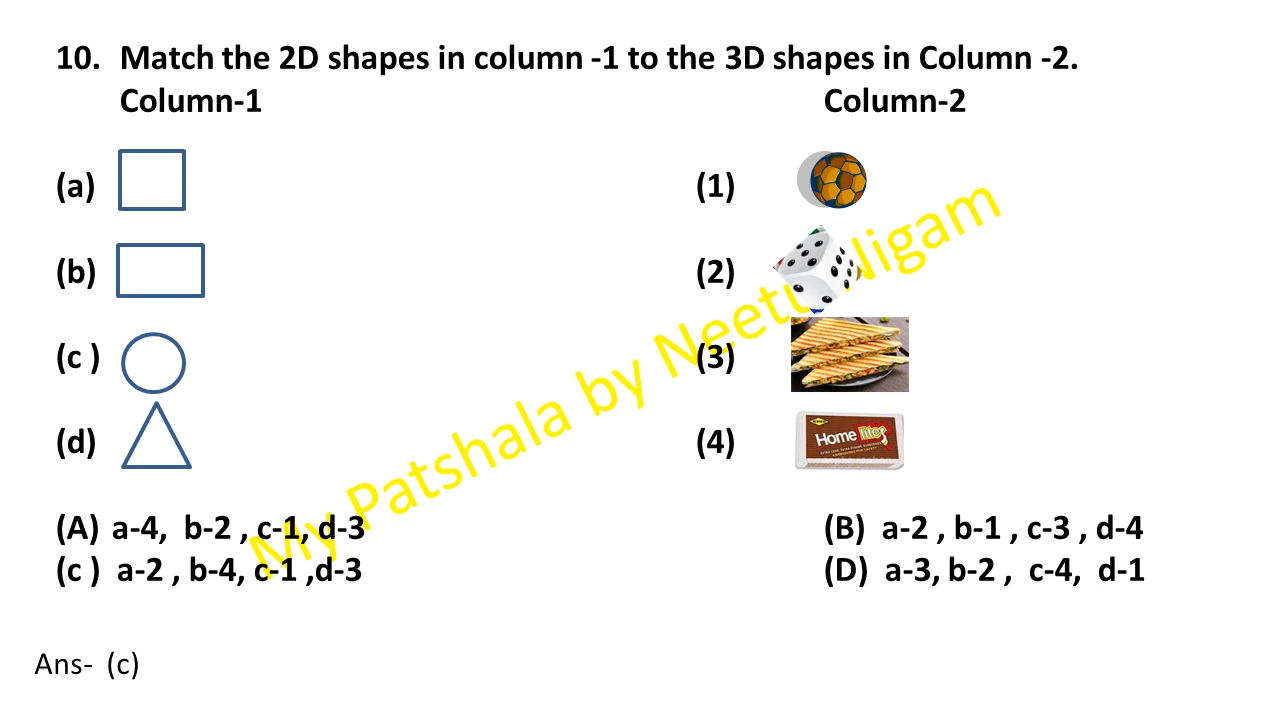 10. Match the 2D shapes in column -1 to the 3D shapes in Column -2.
Column-1 Column-2
(a) (1)
(b) (2)
(c ) (3)
(d) (4)
Home lites
(A) a-4, b-2 , c-1, d-3 (B) a-2 , b-1 , c-3 , d-4
(c ) a-2 , b-4, c-1 ,d-3 (D) a-3, b-2 , c-4, d-1
Ans- (c)
My Patshala by Neetu Nigam